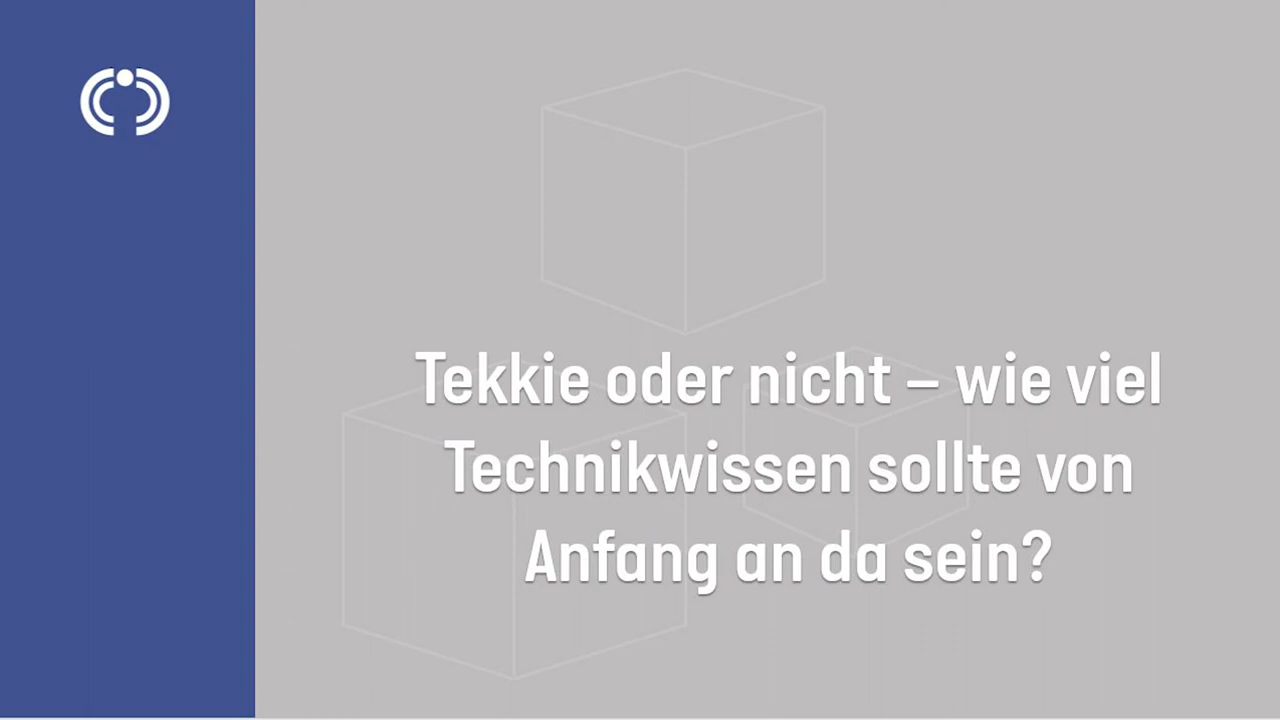 Tekkie oder nicht – wie viel
Technikwissen sollte von
Anfang an da sein?